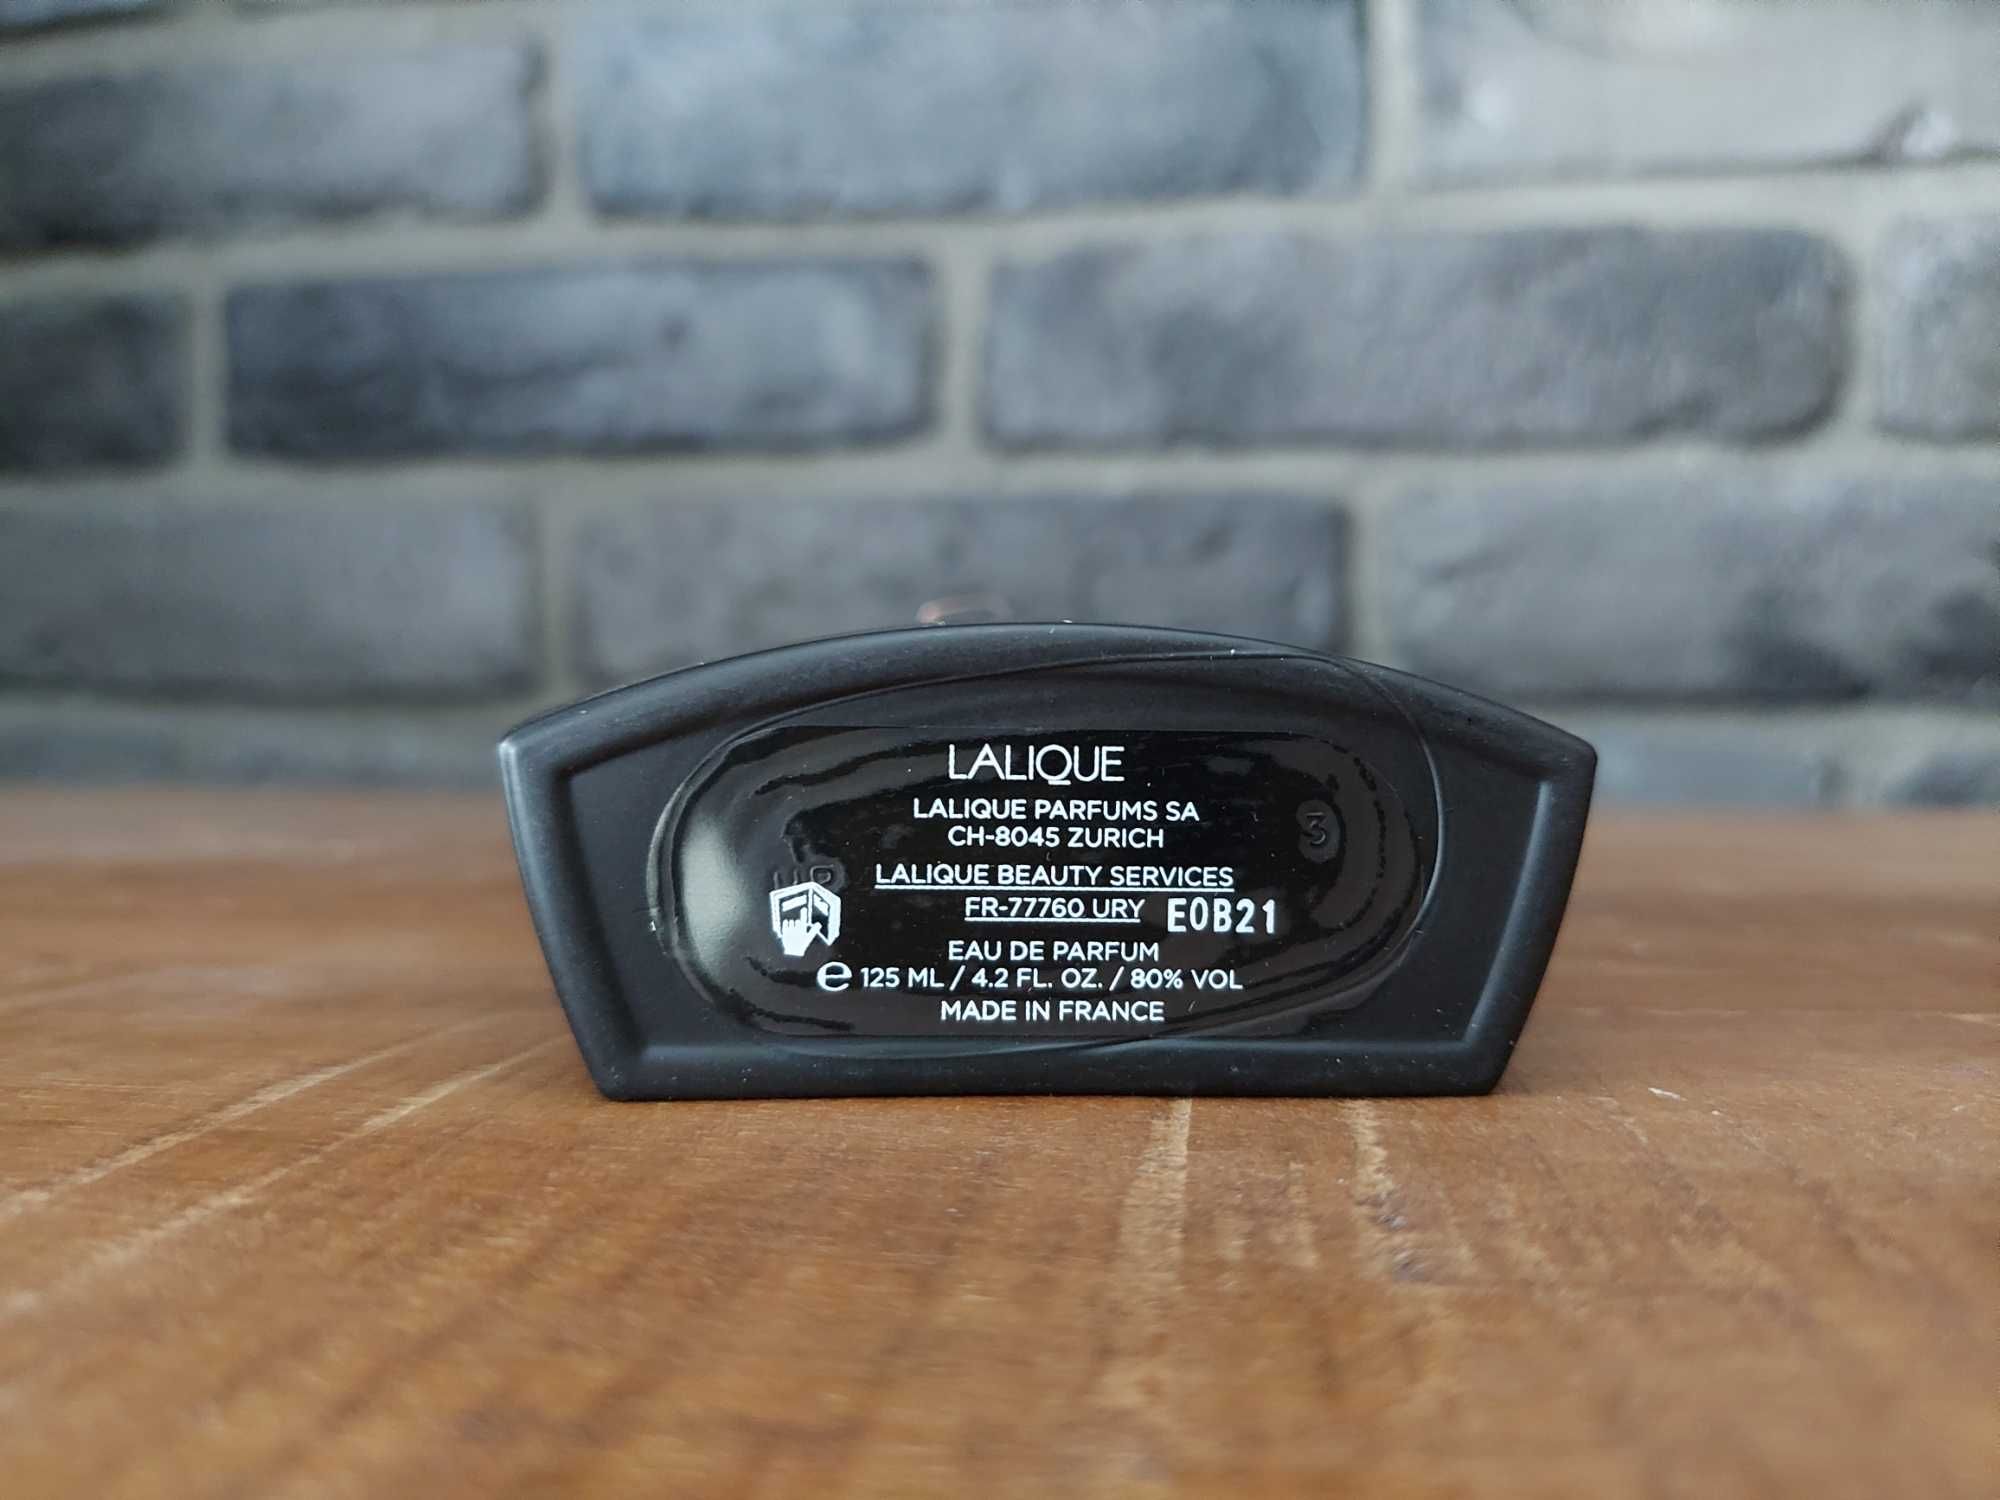 LALIQUE
LALIQUE PARFUMS SA
CH-8045 ZURICH
LALIQUE BEAUTY SERVICES
FR-77760 URY E0B21
EAU DE PARFUM
℮ 125 ML / 4.2 FL. OZ. / 80% VOL
MADE IN FRANCE
3